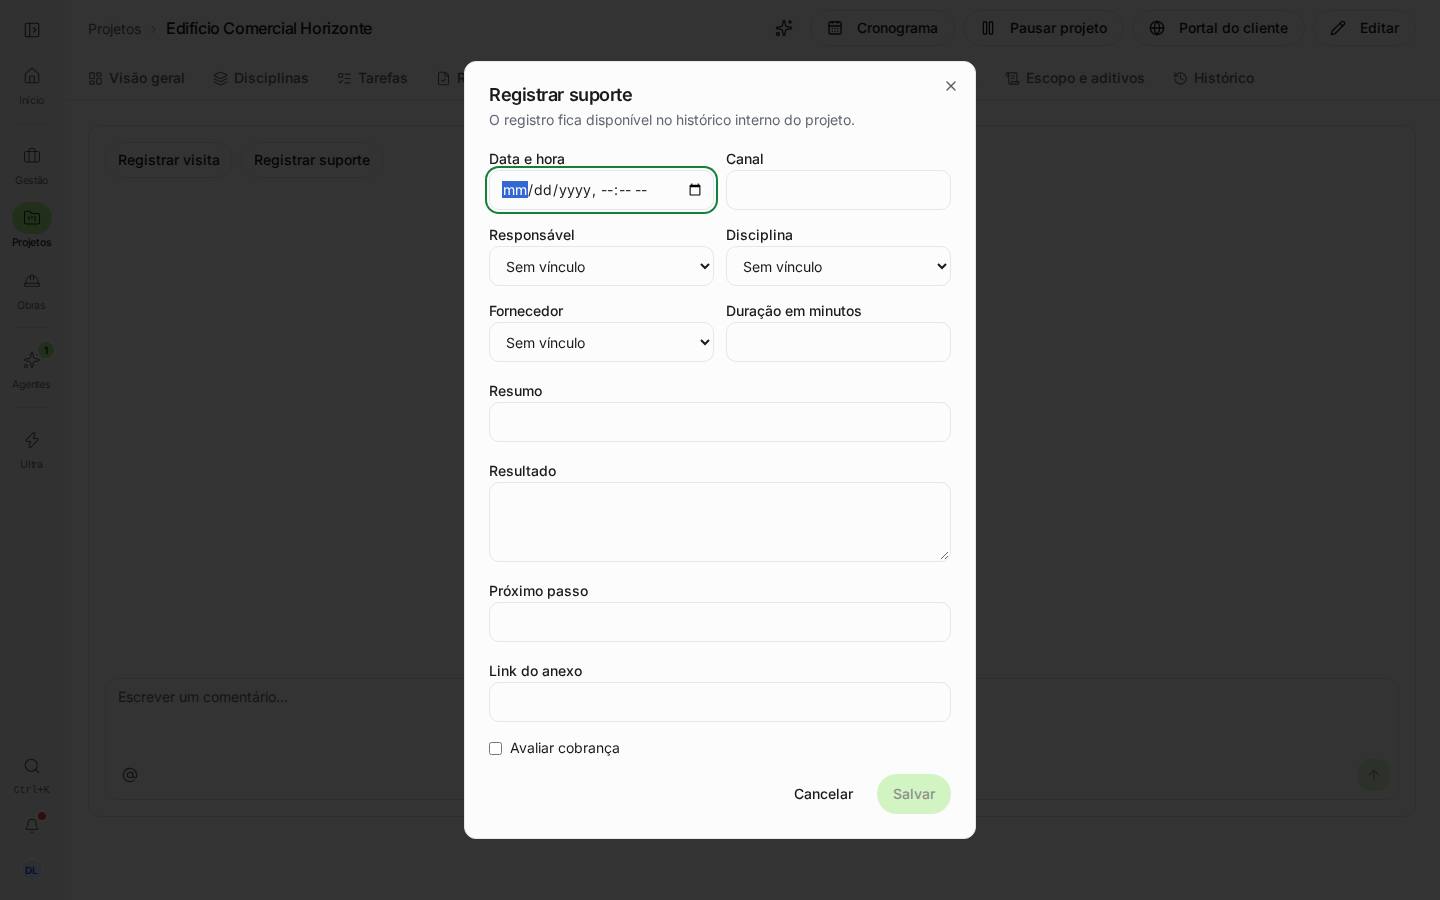 Projetos
Edifício Comercial Horizonte
Cronograma
Pausar projeto
Portal do cliente
Editar
Início
Gestão
Projetos
Obras
1
Agentes
Ultra
Ctrl+K
DL
Visão geral
Disciplinas
Tarefas
Escopo e aditivos
Histórico
Registrar visita
Registrar suporte
Escrever um comentário...
Registrar suporte
O registro fica disponível no histórico interno do projeto.
Data e hora
Canal
mm/dd/yyyy, --:-- --
Responsável
Disciplina
Sem vínculo
Sem vínculo
Fornecedor
Duração em minutos
Sem vínculo
Resumo
Resultado
Próximo passo
Link do anexo
Avaliar cobrança
Cancelar
Salvar